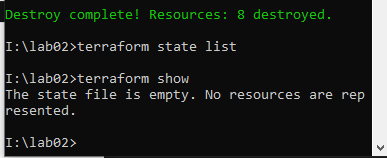 Destroy complete! Resources: 8 destroyed.
I:\lab02>terraform state list
I:\lab02>terraform show
The state file is empty. No resources are rep
resented.
I:\lab02>